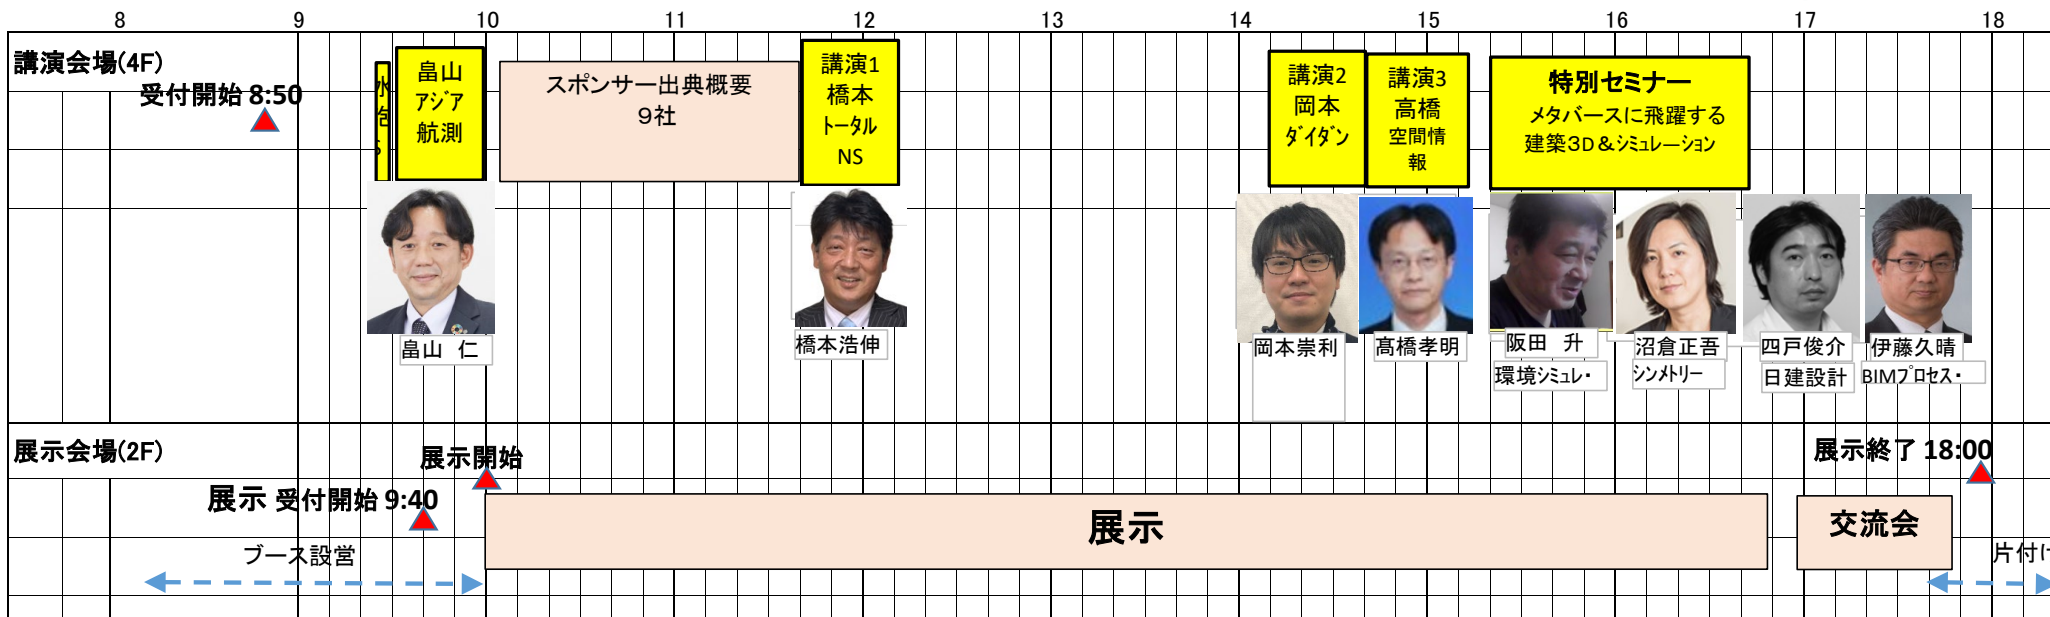 8 9 10 11 12 13 14 15 16 17 18
講演会場(4F)
受付開始 8:50
畠山
アジア
航測
スポンサー出典概要
9社
講演1
橋本
トータル
NS
講演2
岡本
ダイダン
講演3
高橋
空間情
報
特別セミナー
メタバースに飛躍する
建築3D&シミュレーション
畠山 仁
橋本浩伸
岡本崇利
髙橋孝明
阪田 升
環境シミュレ・
沼倉正吾
シンメトリー
四戸俊介
日建設計
伊藤久晴
BIMプロセス・
展示会場(2F)
展示開始
展示 受付開始 9:40
展示終了 18:00
展示
交流会
ブース設営
片付け